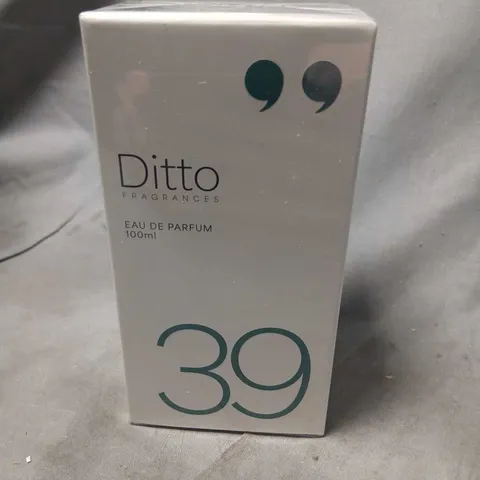 Ditto
FRAGRANCES
EAU DE PARFUM
100ml
39